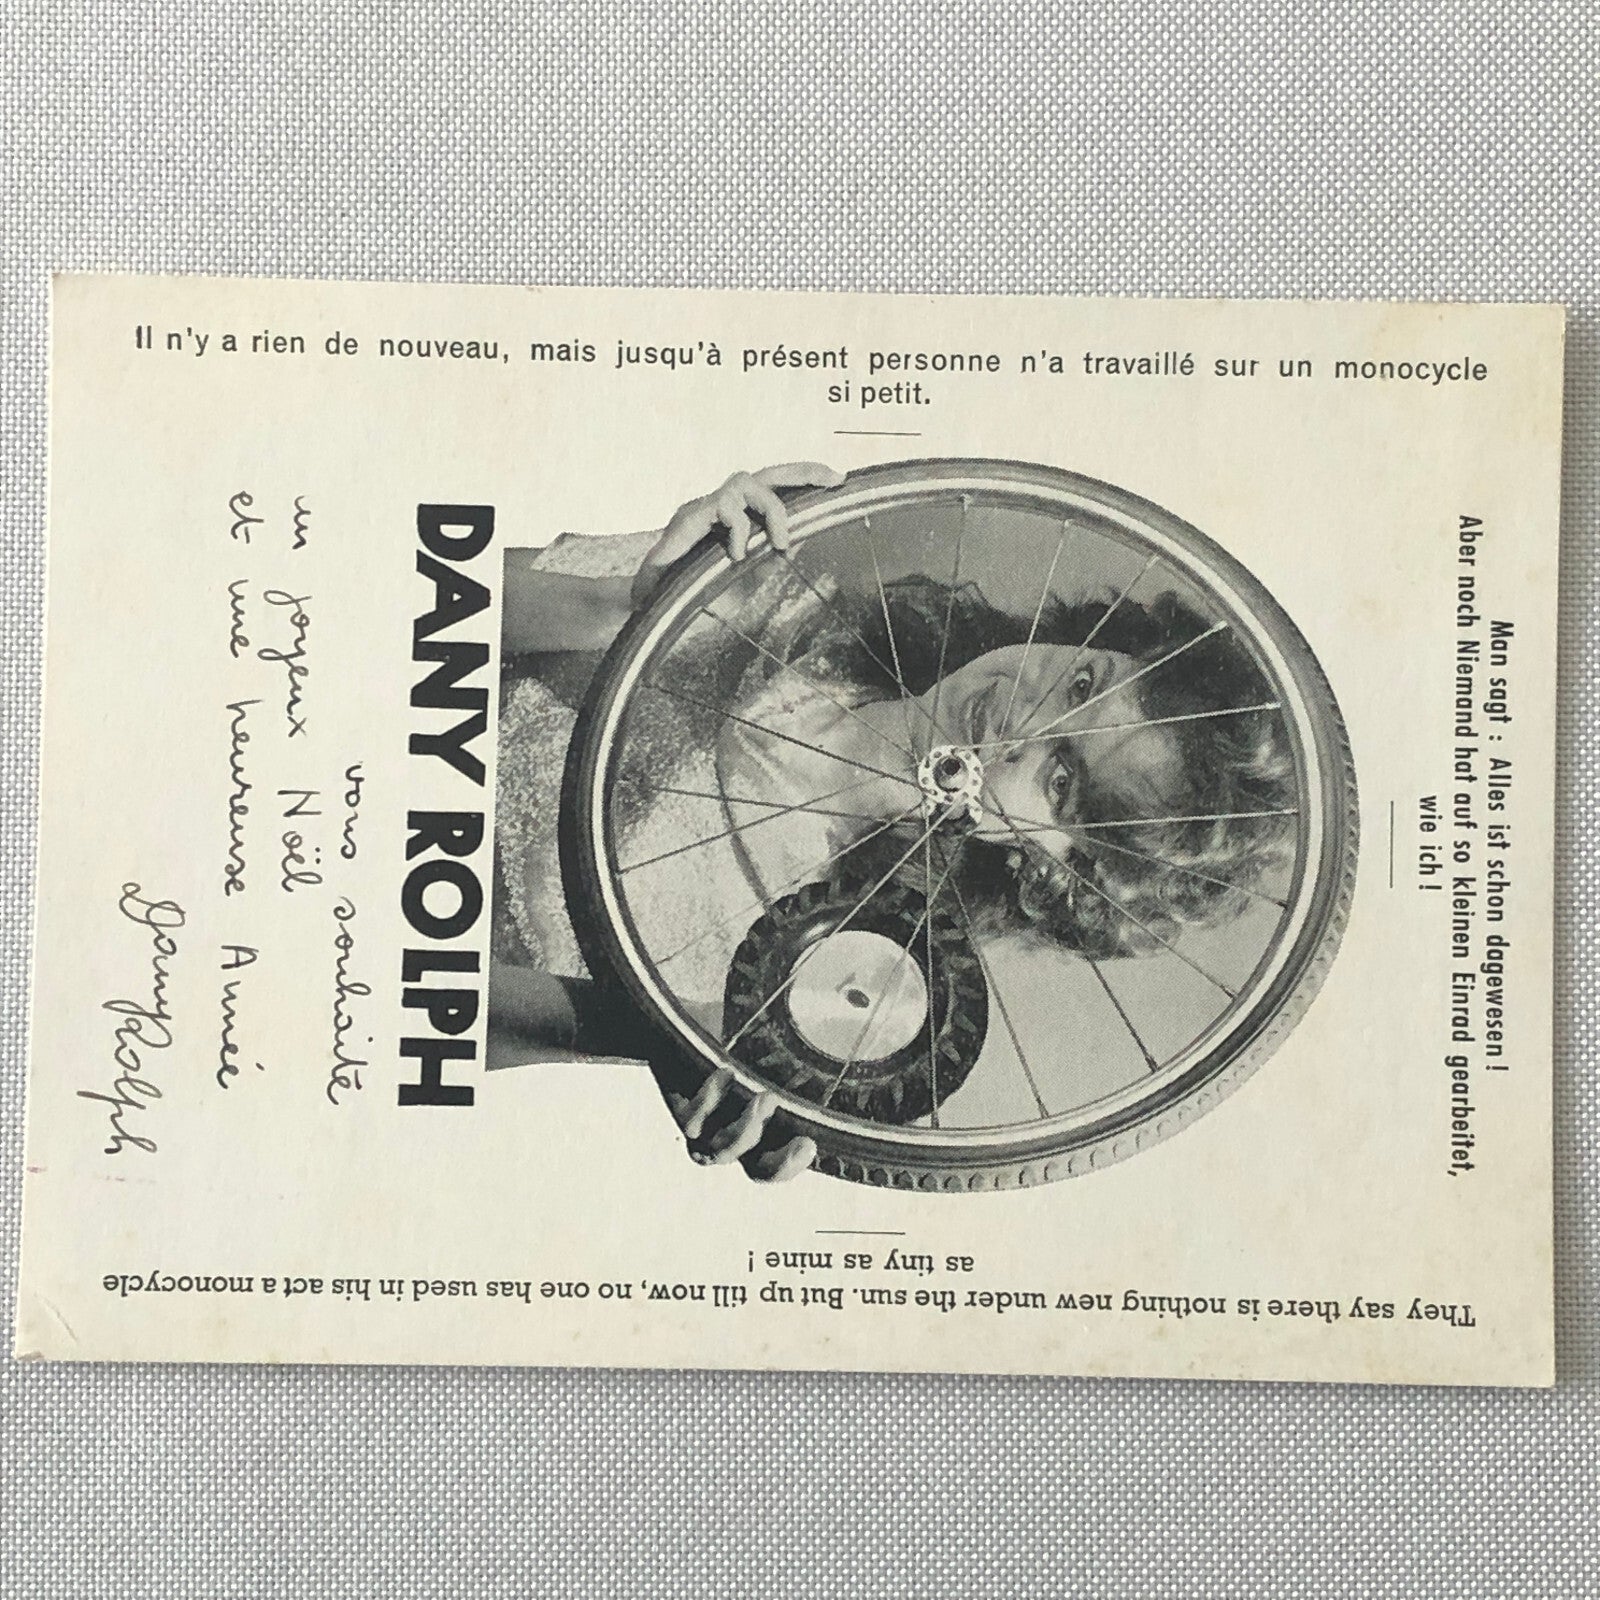 Il n'y a rien de nouveau, mais jusqu'à présent personne n'a travaillé sur un monocycle
si petit.
Man sagt : Alles ist schon dagewesen!
Aber noch Niemand hat auf so kleinen Einrad gearbeitet,
wie ich!
They say there is nothing new under the sun. But up till now, no one has used in his act a monocycle
as tiny as mine !
DANY ROLPH
vous souhaite
un joyeux Noël
et une heureuse Année
Dany Rolph